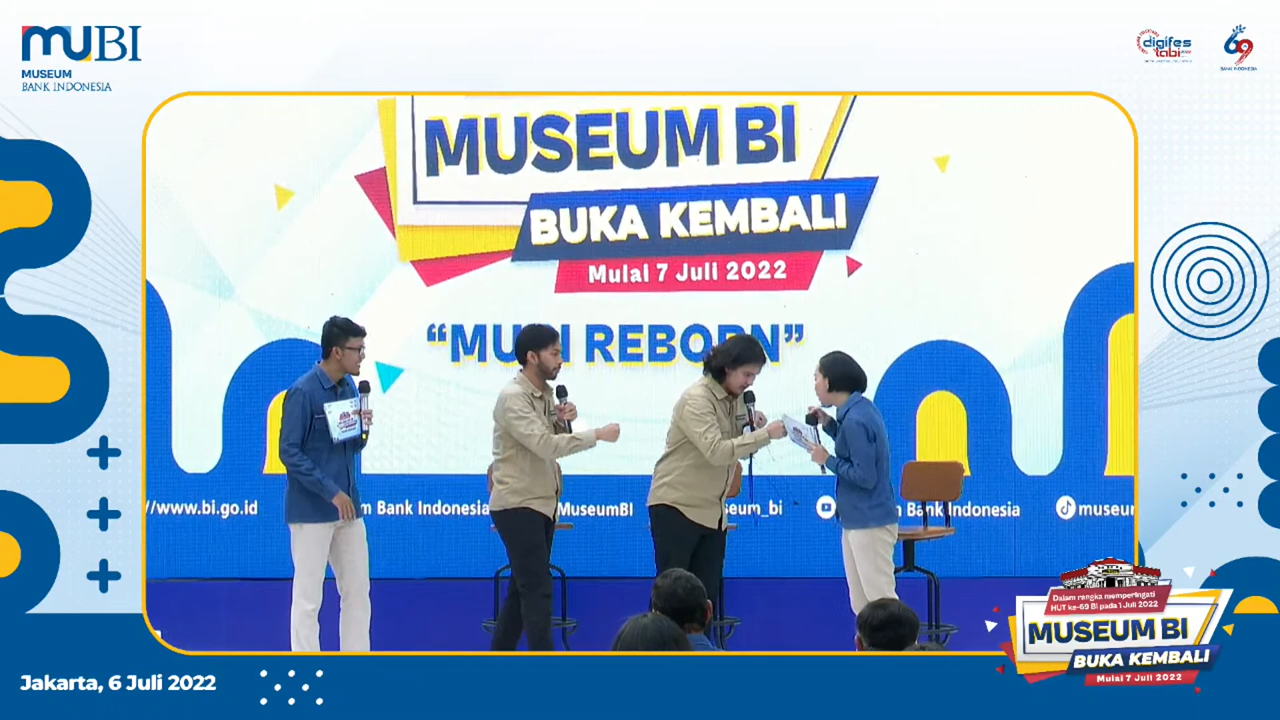 muBI
MUSEUM
BANK INDONESIA
digifes
tabi
69
BANK INDONESIA
MUSEUM BI
BUKA KEMBALI
Mulai 7 Juli 2022
“MU I REBORN”
//www.bi.go.id
m Bank Indonesia
MuseumBI
seum_bi
m Bank Indonesia
museum
Dalam rangka memperingati
HUT ke-69 BI pada 1 Juli 2022
MUSEUM BI
BUKA KEMBALI
Mulai 7 Juli 2022
Jakarta, 6 Juli 2022